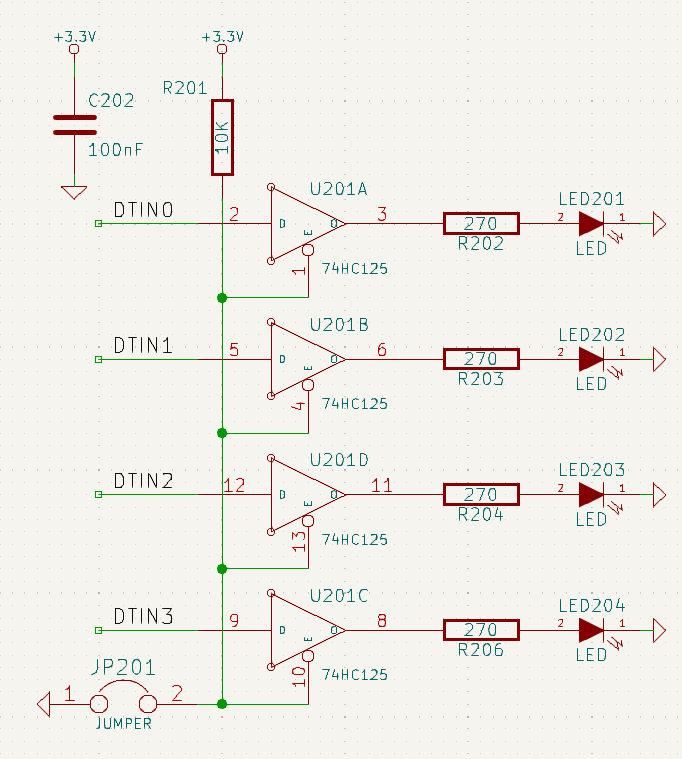 +3.3V
+3.3V
C202
100nF
R201
10K
DTIN0
2
U201A
D
E
O
3
1
74HC125
270
R202
LED201
2
1
LED
DTIN1
5
U201B
D
E
O
6
4
74HC125
270
R203
LED202
2
1
LED
DTIN2
12
U201D
D
E
O
11
13
74HC125
270
R204
LED203
2
1
LED
DTIN3
9
U201C
D
E
O
8
10
74HC125
270
R206
LED204
2
1
LED
JP201
1
2
JUMPER